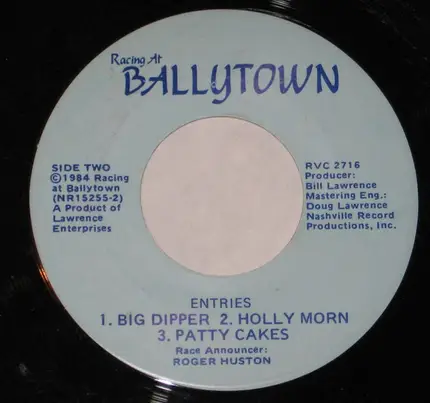 Racing At
BALLYTOWN
SIDE TWO
©1984 Racing
at Ballytown
(NR15255-2)
A Product of
Lawrence
Enterprises
RVC 2716
Producer:
Bill Lawrence
Mastering Eng.:
Doug Lawrence
Nashville Record
Productions, Inc.
ENTRIES
1. BIG DIPPER 2. HOLLY MORN
3. PATTY CAKES
Race Announcer:
ROGER HUSTON